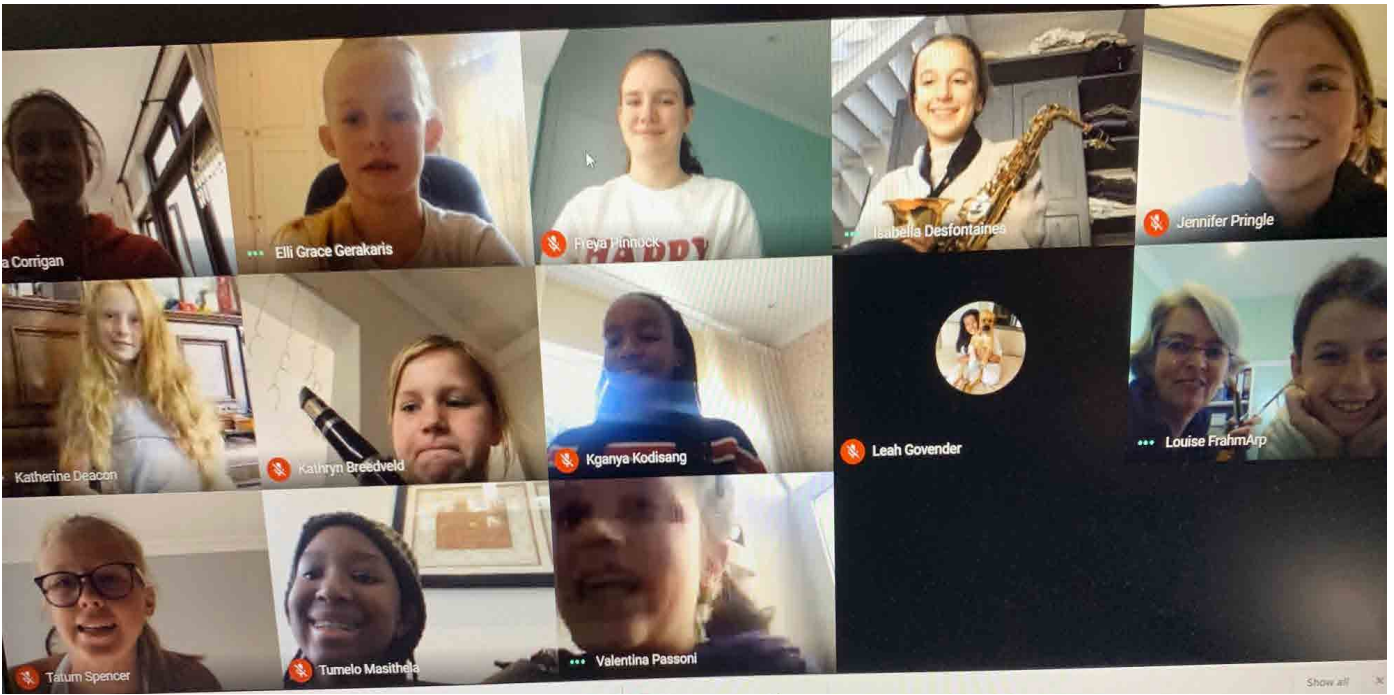 a Corrigan
Elli Grace Gerakaris
Freya Pinnock
HAPPY
Isabella Desfontaines
Jennifer Pringle
Katherine Deacon
Kathryn Breedveld
Kganya Kodisang
Leah Govender
Louise FrahmArp
Tatum Spencer
Tumelo Masithela
Valentina Passoni
Show all